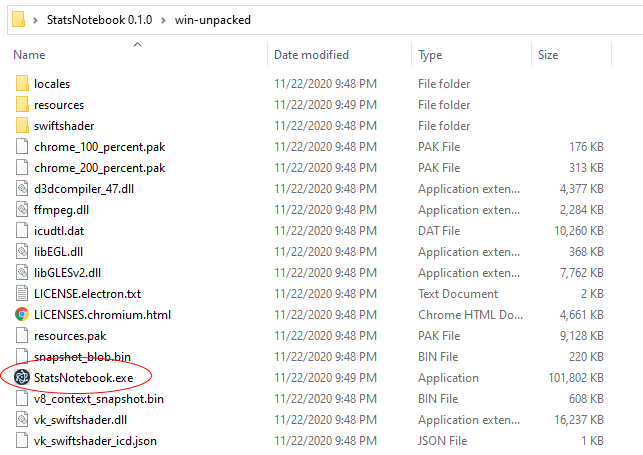 StatsNotebook 0.1.0 > win-unpacked
Name Date modified Type Size
locales 11/22/2020 9:48 PM File folder
resources 11/22/2020 9:49 PM File folder
swiftshader 11/22/2020 9:48 PM File folder
chrome_100_percent.pak 11/22/2020 9:48 PM PAK File 176 KB
chrome_200_percent.pak 11/22/2020 9:48 PM PAK File 313 KB
d3dcompiler_47.dll 11/22/2020 9:48 PM Application exten... 4,377 KB
ffmpeg.dll 11/22/2020 9:48 PM Application exten... 2,284 KB
icudtl.dat 11/22/2020 9:48 PM DAT File 10,260 KB
libEGL.dll 11/22/2020 9:48 PM Application exten... 368 KB
libGLESv2.dll 11/22/2020 9:48 PM Application exten... 7,762 KB
LICENSE.electron.txt 11/22/2020 9:48 PM Text Document 2 KB
LICENSES.chromium.html 11/22/2020 9:48 PM Chrome HTML Do... 4,661 KB
resources.pak 11/22/2020 9:48 PM PAK File 9,128 KB
snapshot_blob.bin 11/22/2020 9:48 PM BIN File 220 KB
StatsNotebook.exe 11/22/2020 9:49 PM Application 101,802 KB
v8_context_snapshot.bin 11/22/2020 9:48 PM BIN File 608 KB
vk_swiftshader.dll 11/22/2020 9:48 PM Application exten... 16,237 KB
vk_swiftshader_icd.json 11/22/2020 9:48 PM JSON File 1 KB